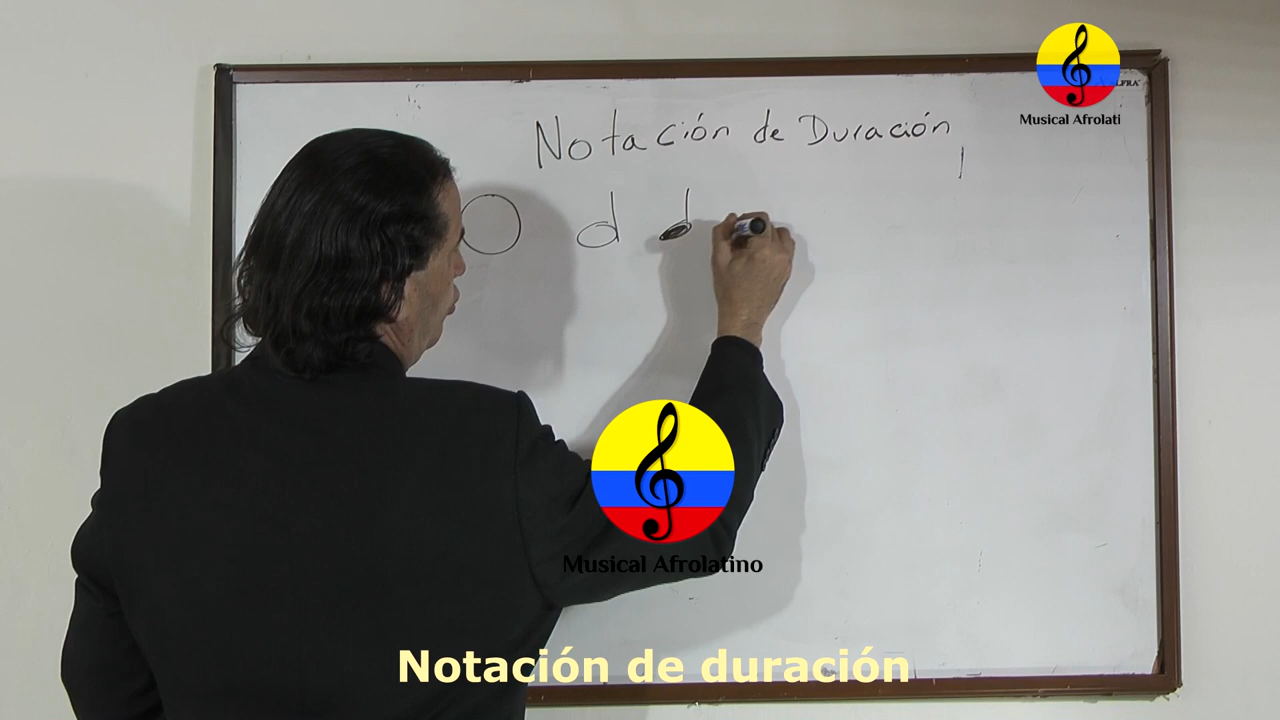 Musical Afrolati
Notación de Duración
Musical Afrolatino
Notación de duración